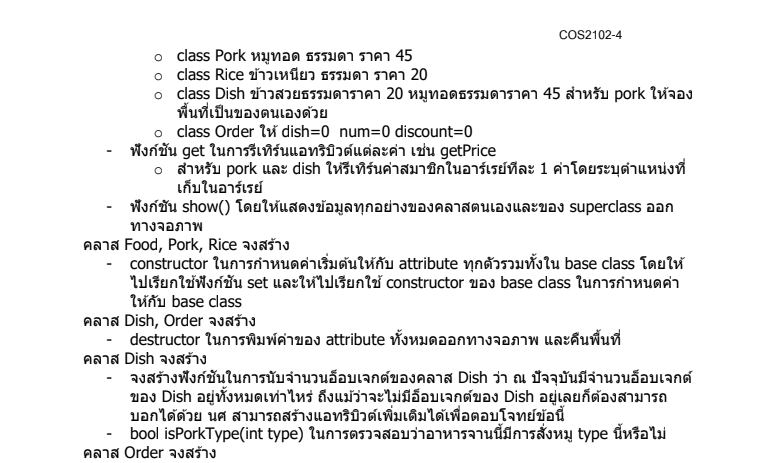 COS2102-4
o class Pork หมูทอด ธรรมดา ราคา 45
o class Rice ข้าวเหนียว ธรรมดา ราคา 20
o class Dish ข้าวสวยธรรมดาราคา 20 หมูทอดธรรมดาราคา 45 สำหรับ pork ให้จอง
พื้นที่เป็นของตนเองด้วย
o class Order ให้ dish=0 num=0 discount=0
- ฟังก์ชัน get ในการรีเทิร์นแอทริบิวต์แต่ละค่า เช่น getPrice
o สำหรับ pork และ dish ให้รีเทิร์นค่าสมาชิกในอาร์เรย์ทีละ 1 ค่าโดยระบุตำแหน่งที่
เก็บในอาร์เรย์
- ฟังก์ชัน show() โดยให้แสดงข้อมูลทุกอย่างของคลาสตนเองและของ superclass ออก
ทางจอภาพ
คลาส Food, Pork, Rice จงสร้าง
- constructor ในการกำหนดค่าเริ่มต้นให้กับ attribute ทุกตัวรวมทั้งใน base class โดยให้
ไปเรียกใช้ฟังก์ชัน set และให้ไปเรียกใช้ constructor ของ base class ในการกำหนดค่า
ให้กับ base class
คลาส Dish, Order จงสร้าง
- destructor ในการพิมพ์ค่าของ attribute ทั้งหมดออกทางจอภาพ และคืนพื้นที่
คลาส Dish จงสร้าง
- จงสร้างฟังก์ชันในการนับจำนวนอ็อบเจกต์ของคลาส Dish ว่า ณ ปัจจุบันมีจำนวนอ็อบเจกต์
ของ Dish อยู่ทั้งหมดเท่าไหร่ ถึงแม้ว่าจะไม่มีอ็อบเจกต์ของ Dish อยู่เลยก็ต้องสามารถ
บอกได้ด้วย นศ สามารถสร้างแอทริบิวต์เพิ่มเติมได้เพื่อตอบโจทย์ข้อนี้
- bool isPorkType(int type) ในการตรวจสอบว่าอาหารจานนี้มีการสั่งหมู type นี้หรือไม่
คลาส Order จงสร้าง